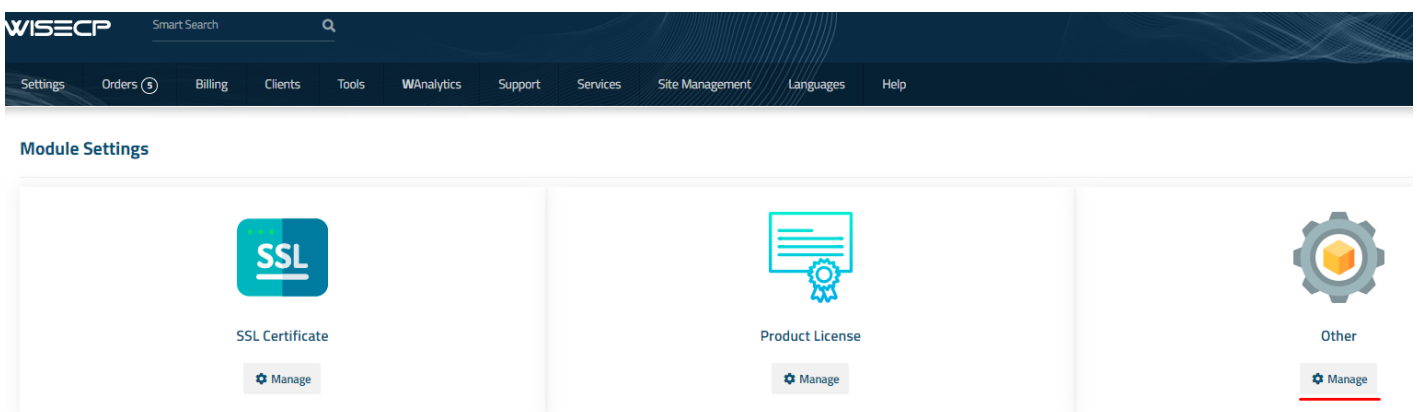 WISECP Smart Search
Settings Orders 5 Billing Clients Tools WAnalytics Support Services Site Management Languages Help
Module Settings
SSL
SSL Certificate Product License Other
Manage Manage Manage